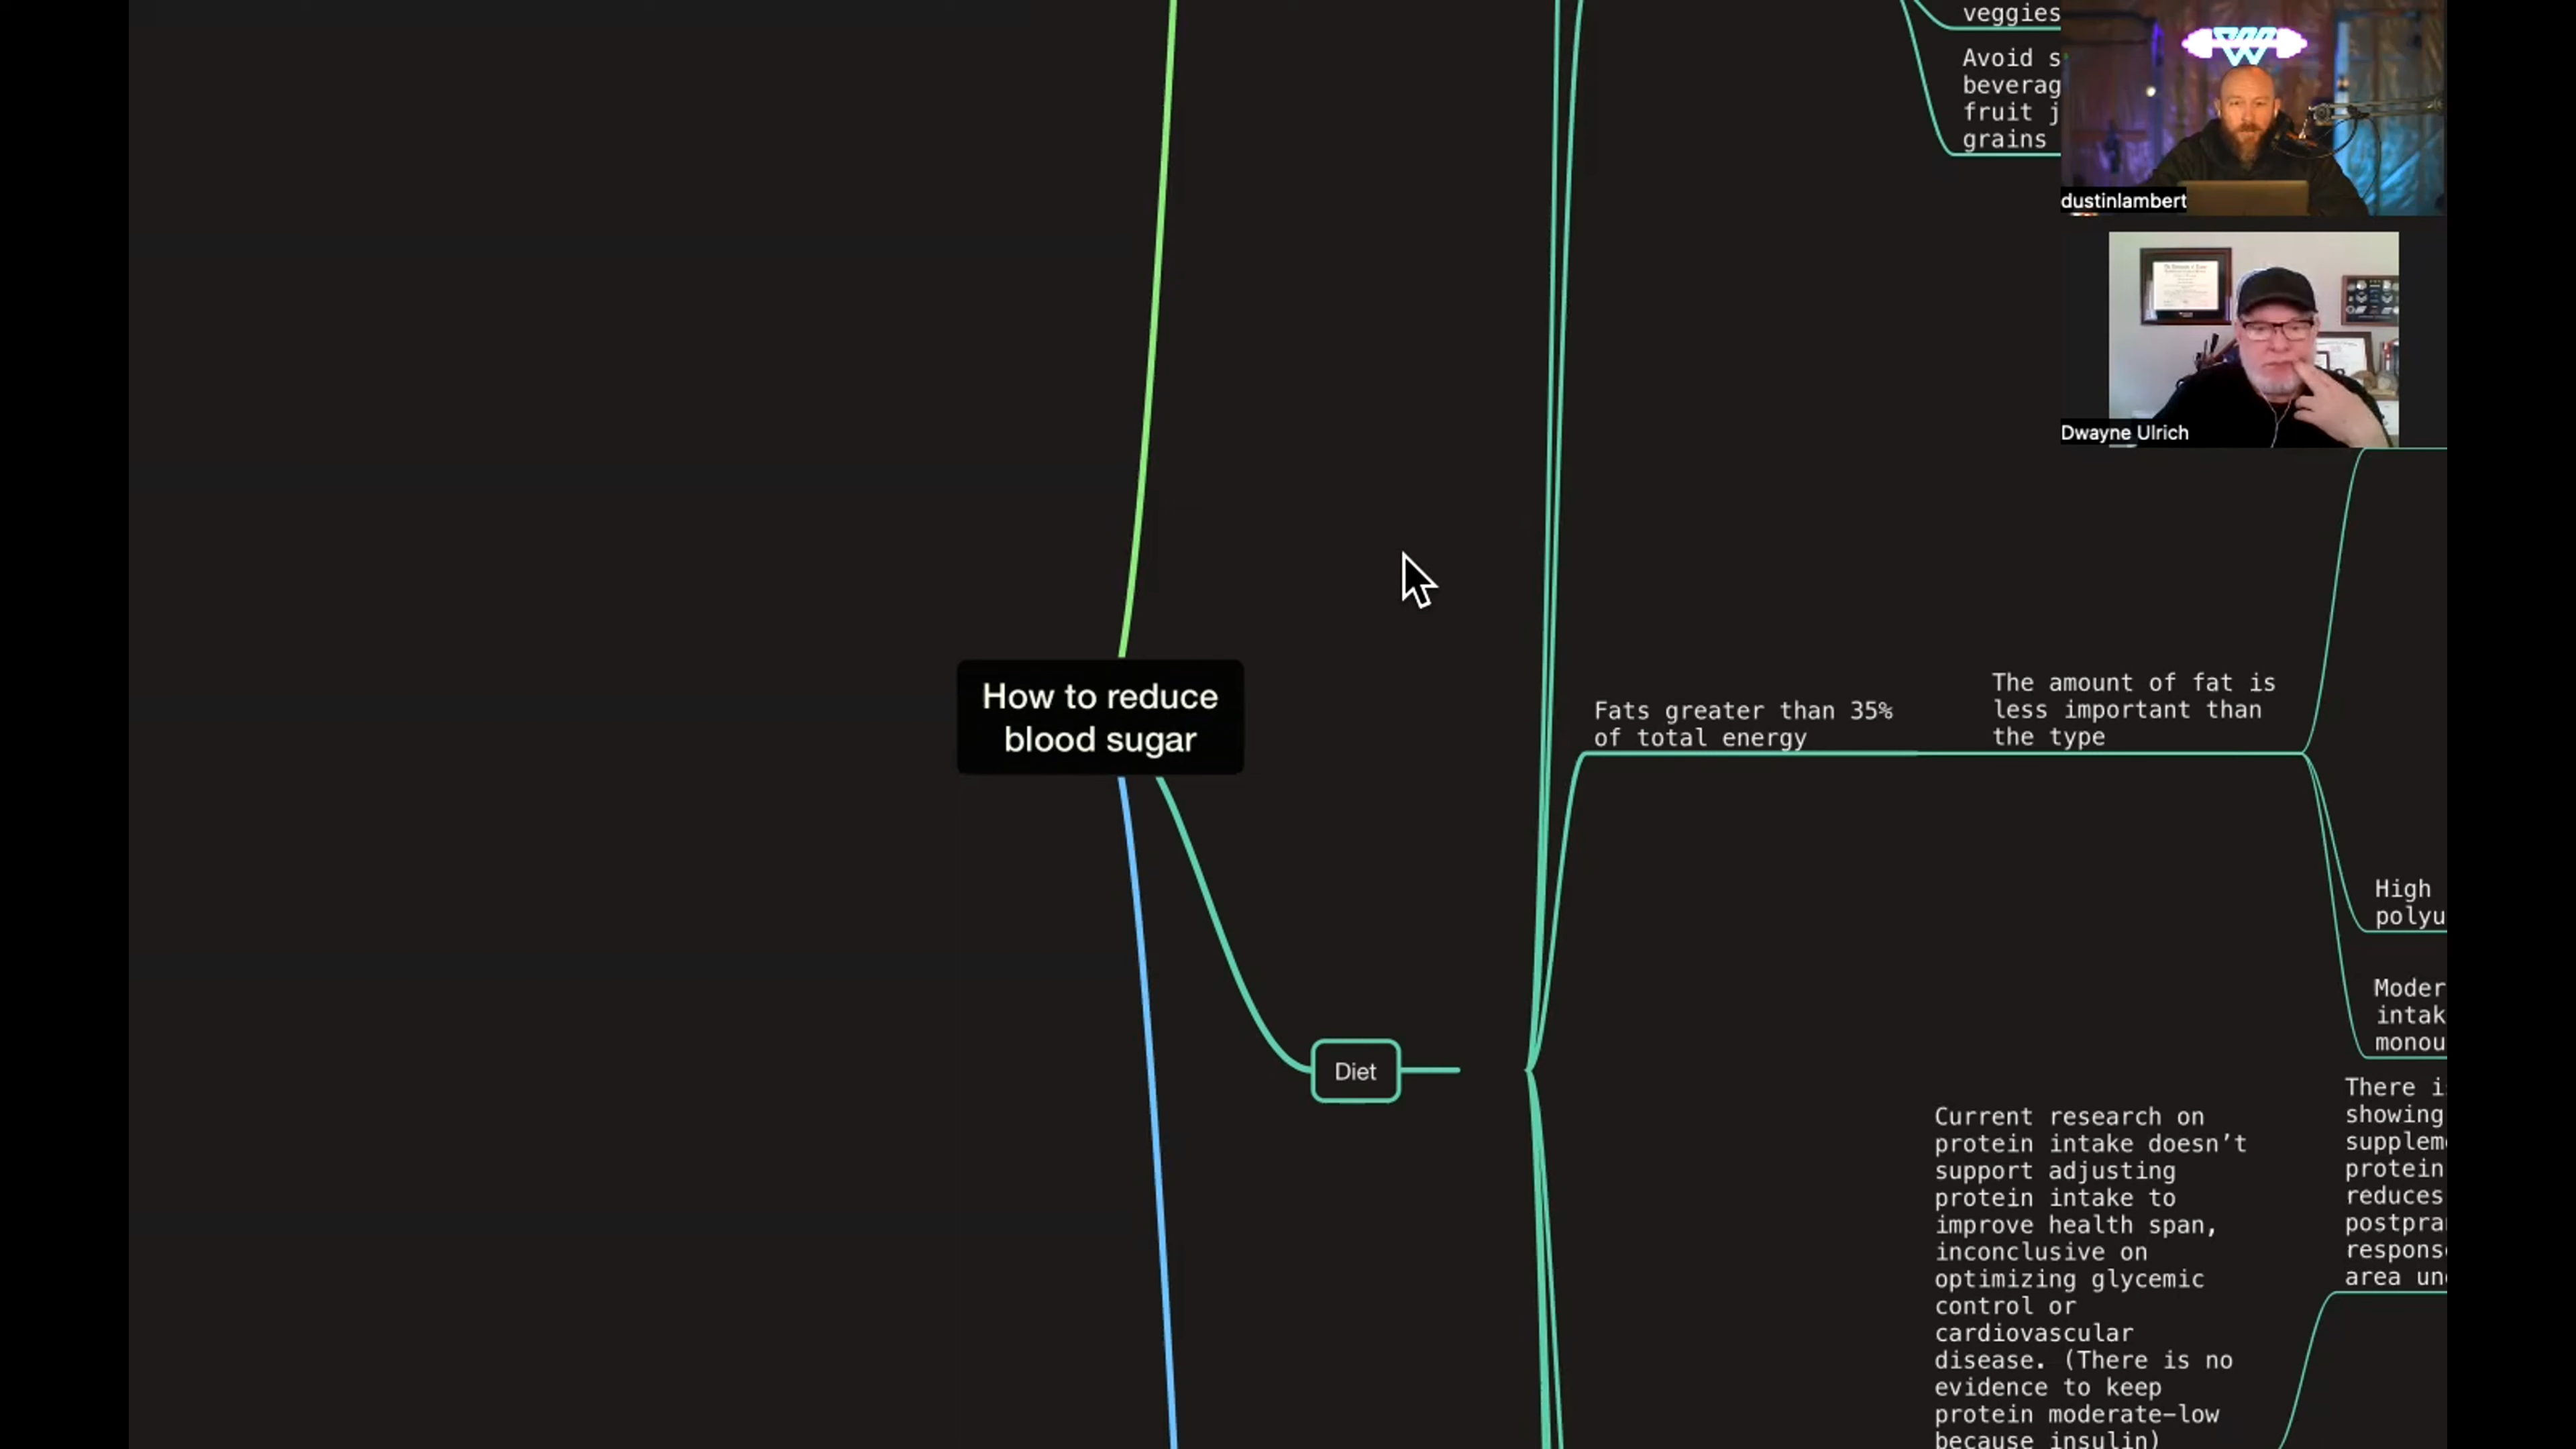 veggies
Avoid
beverag
fruit j
grains
dustinlambert
Dwayne Ulrich
How to reduce
blood sugar
Fats greater than 35%
of total energy
The amount of fat is
less important than
the type
High
polyu
Moder
intak
monou
Diet
Current research on
protein intake doesn’t
support adjusting
protein intake to
improve health span,
inconclusive on
optimizing glycemic
control or
cardiovascular
disease. (There is no
evidence to keep
protein moderate-low
because insulin)
There i
showing
supplem
protein
reduces
postpra
respons
area un